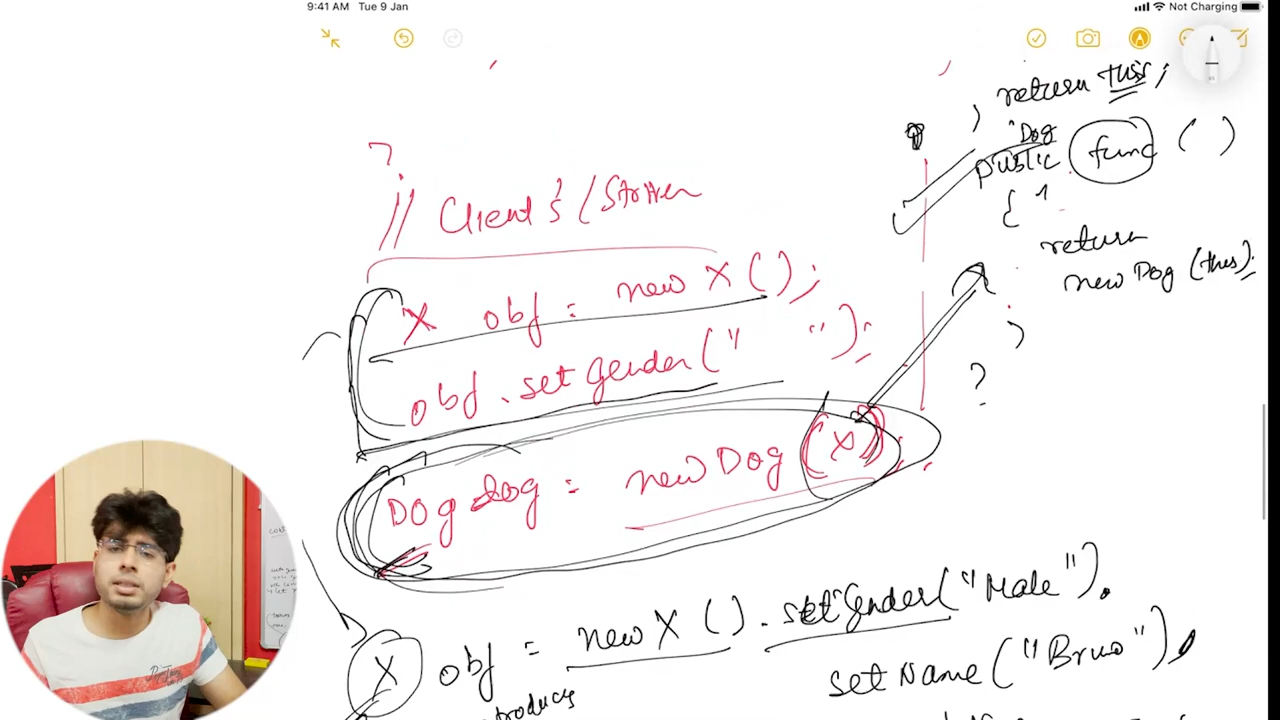 9:41 AM Tue 9 Jan
Not Charging
return this;
}
Dog
public func ( )
{
return
new Dog (this);
}
?
// Client's /
X obj = new X ( );
obj . set Gender (" ");
Dog dog = new Dog (X);
X obj = new X ( ) . set Gender ("Male").
set Name ("Bruno")